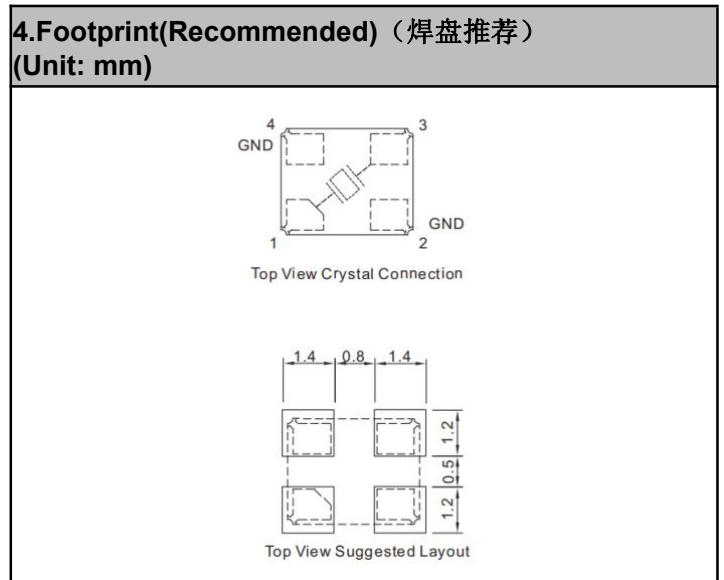 4.Footprint(Recommended)（焊盘推荐）
(Unit: mm)
4 3
GND
GND
1 2
Top View Crystal Connection
1.4 0.8 1.4
1.2
0.5
1.2
Top View Suggested Layout